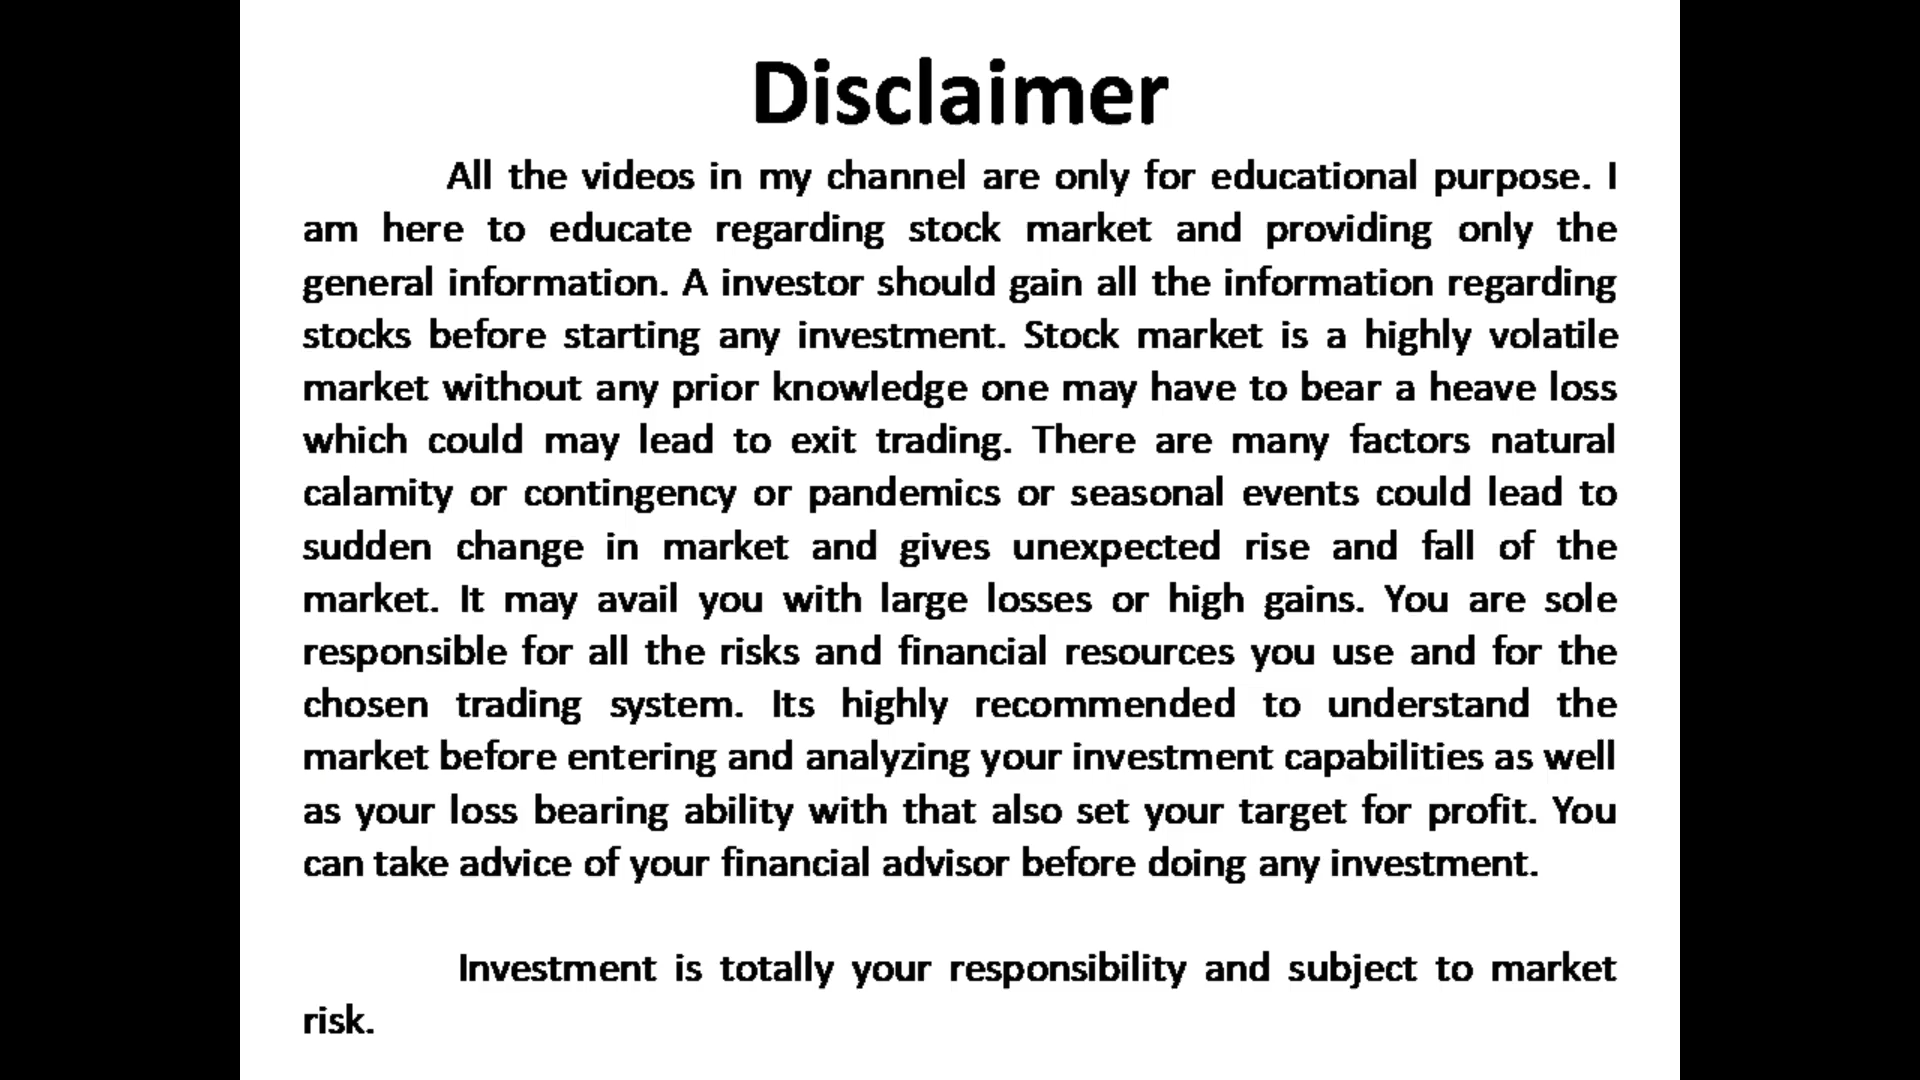 Disclaimer
All the videos in my channel are only for educational purpose. I
am here to educate regarding stock market and providing only the
general information. A investor should gain all the information regarding
stocks before starting any investment. Stock market is a highly volatile
market without any prior knowledge one may have to bear a heave loss
which could may lead to exit trading. There are many factors natural
calamity or contingency or pandemics or seasonal events could lead to
sudden change in market and gives unexpected rise and fall of the
market. It may avail you with large losses or high gains. You are sole
responsible for all the risks and financial resources you use and for the
chosen trading system. Its highly recommended to understand the
market before entering and analyzing your investment capabilities as well
as your loss bearing ability with that also set your target for profit. You
can take advice of your financial advisor before doing any investment.
Investment is totally your responsibility and subject to market
risk.